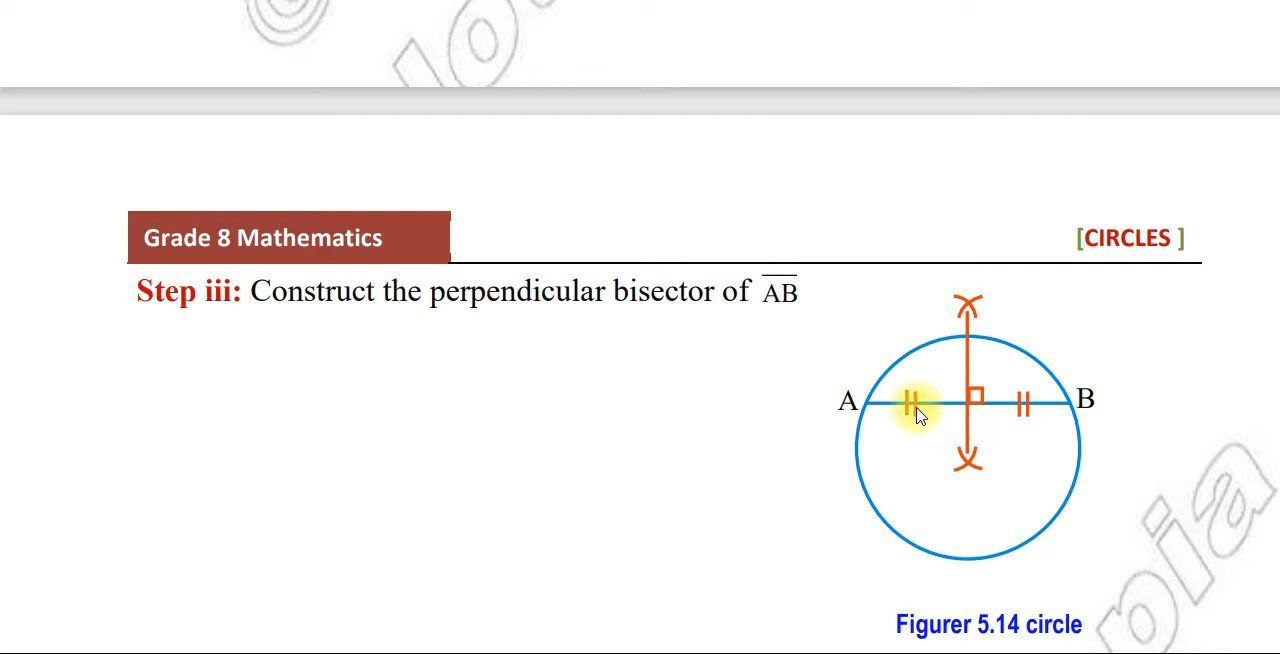 Grade 8 Mathematics
[CIRCLES ]
Step iii: Construct the perpendicular bisector of AB
A
B
Figurer 5.14 circle